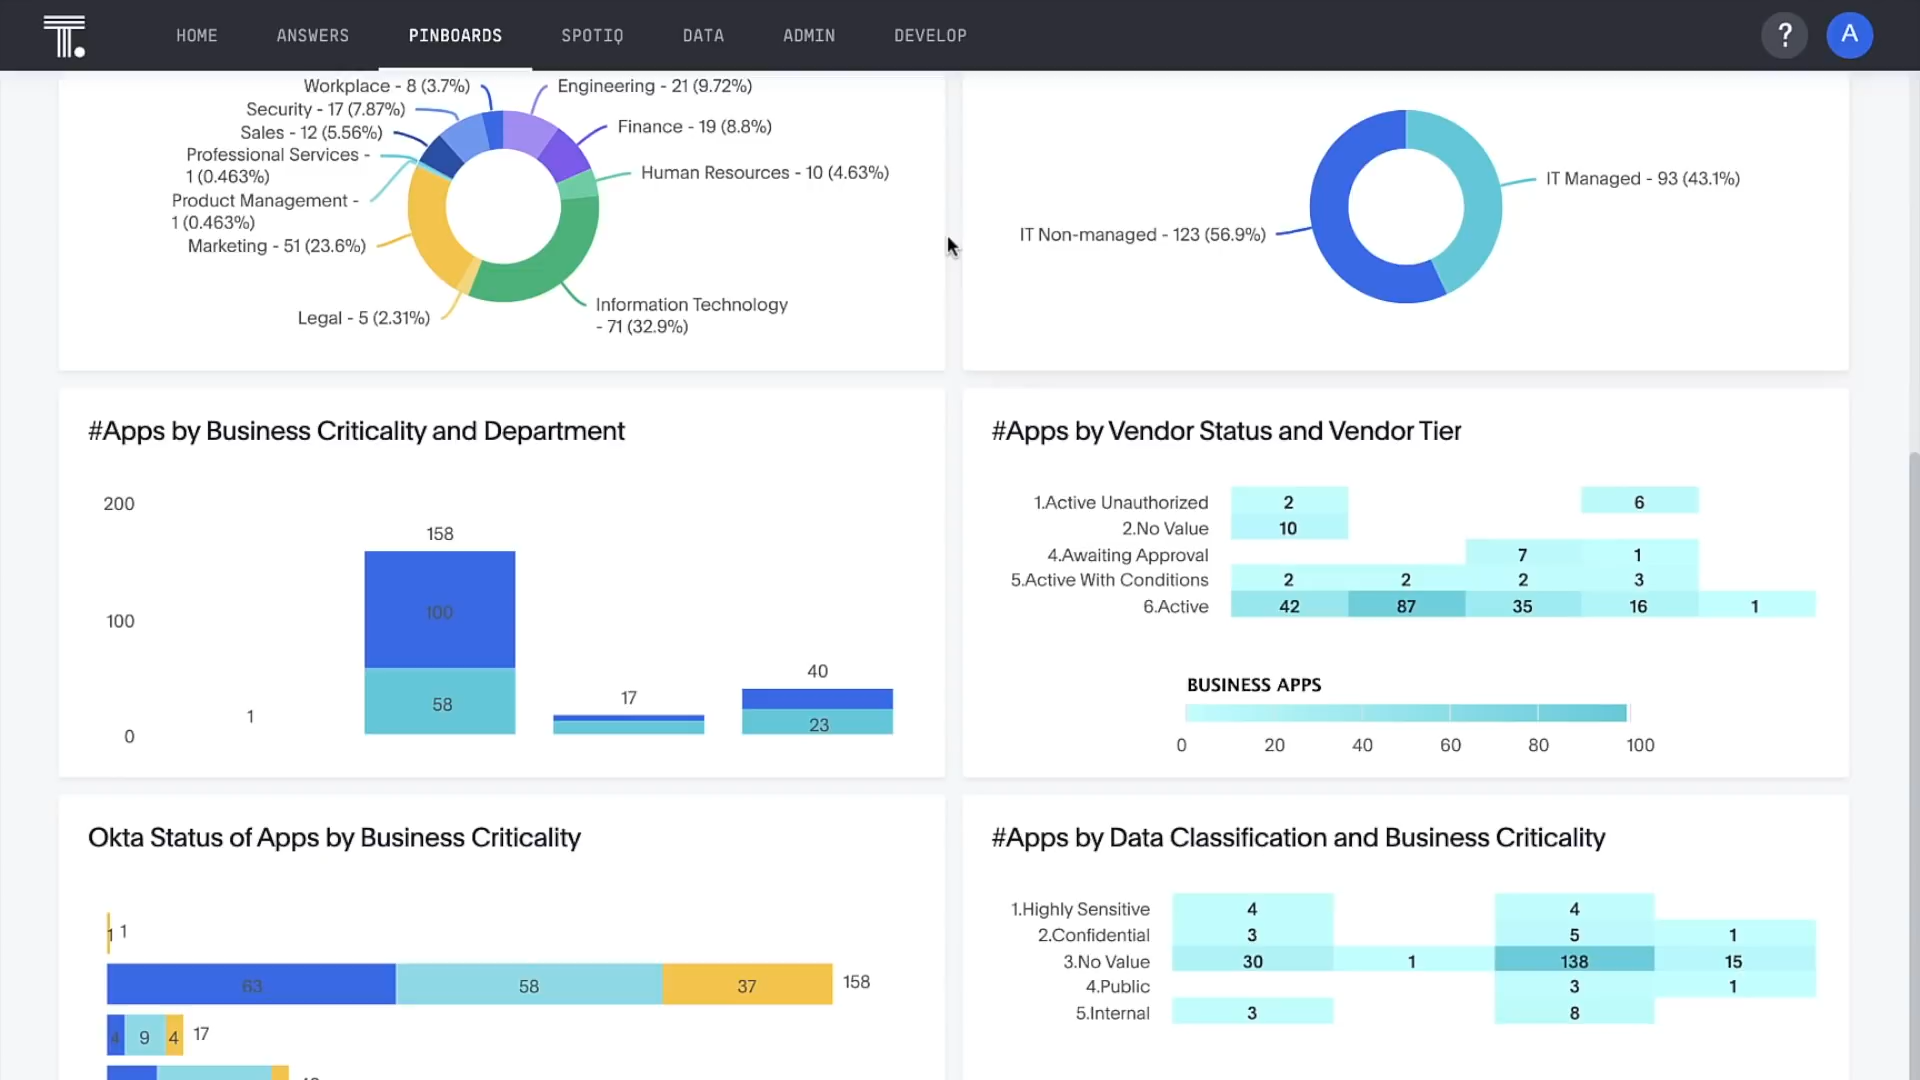 HOME ANSWERS PINBOARDS SPOTIQ DATA ADMIN DEVELOP ? A
Workplace - 8 (3.7%)
Security - 17 (7.87%)
Sales - 12 (5.56%)
Professional Services -
1 (0.463%)
Product Management -
1 (0.463%)
Marketing - 51 (23.6%)
Legal - 5 (2.31%)
Engineering - 21 (9.72%)
Finance - 19 (8.8%)
Human Resources - 10 (4.63%)
Information Technology
- 71 (32.9%)
IT Non-managed - 123 (56.9%)
IT Managed - 93 (43.1%)
#Apps by Business Criticality and Department
200
100
0
1
158
100
58
17
40
23
#Apps by Vendor Status and Vendor Tier
1.Active Unauthorized 2 6
2.No Value 10
4.Awaiting Approval 7 1
5.Active With Conditions 2 2 2 3
6.Active 42 87 35 16 1
BUSINESS APPS
0 20 40 60 80 100
Okta Status of Apps by Business Criticality
1 1
63 58 37 158
4 9 4 17
#Apps by Data Classification and Business Criticality
1.Highly Sensitive 4 4
2.Confidential 3 5 1
3.No Value 30 1 138 15
4.Public 3 1
5.Internal 3 8